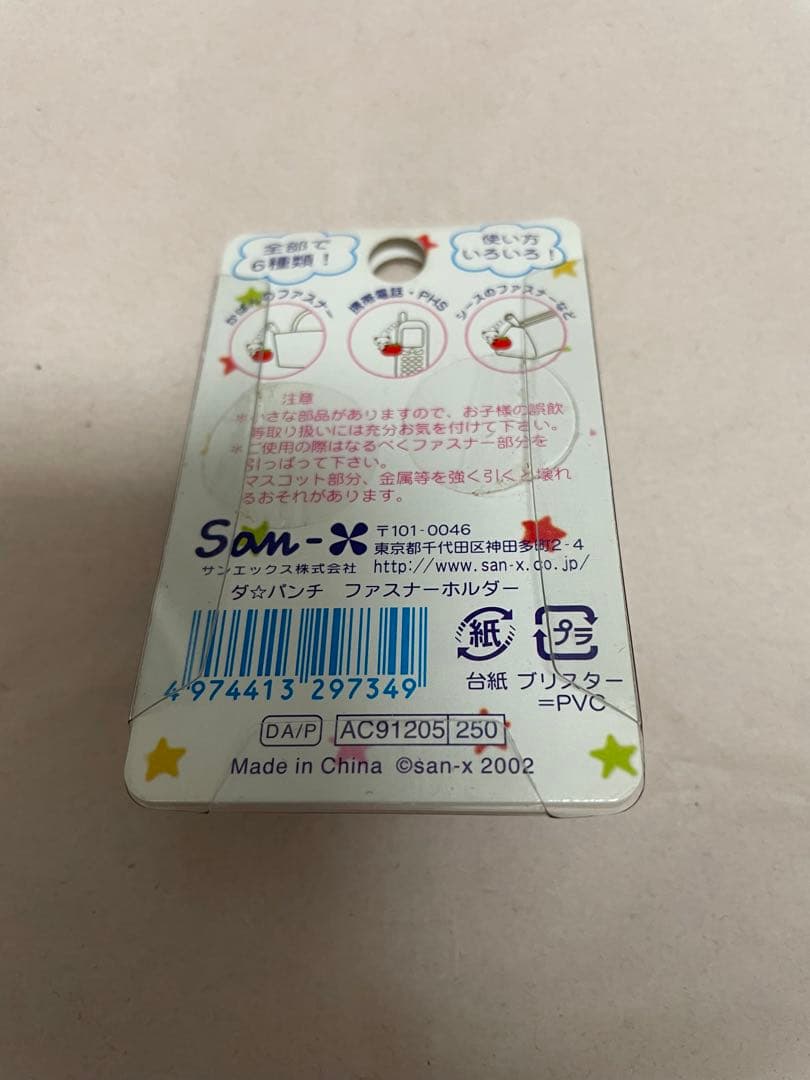 全部で
6種類!
使い方
いろいろ!
かばんのファスナー
携帯電話・PHS
シースのファスナーなど
注意
*小さな部品がありますので、お子様の誤飲
等取り扱いには充分お気を付けて下さい。
*ご使用の際はなるべくファスナー部分を
引っぱって下さい。
マスコット部分、金属等を強く引くと壊れ
るおそれがあります。
San-X
サンエックス株式会社
〒101-0046
東京都千代田区神田多町2-4
http://www.san-x.co.jp/
ダ☆パンチ ファスナーホルダー
4 974413 297349
紙
プラ
台紙 ブリスター
=PVC
DA/P AC91205 250
Made in China ©san-x 2002